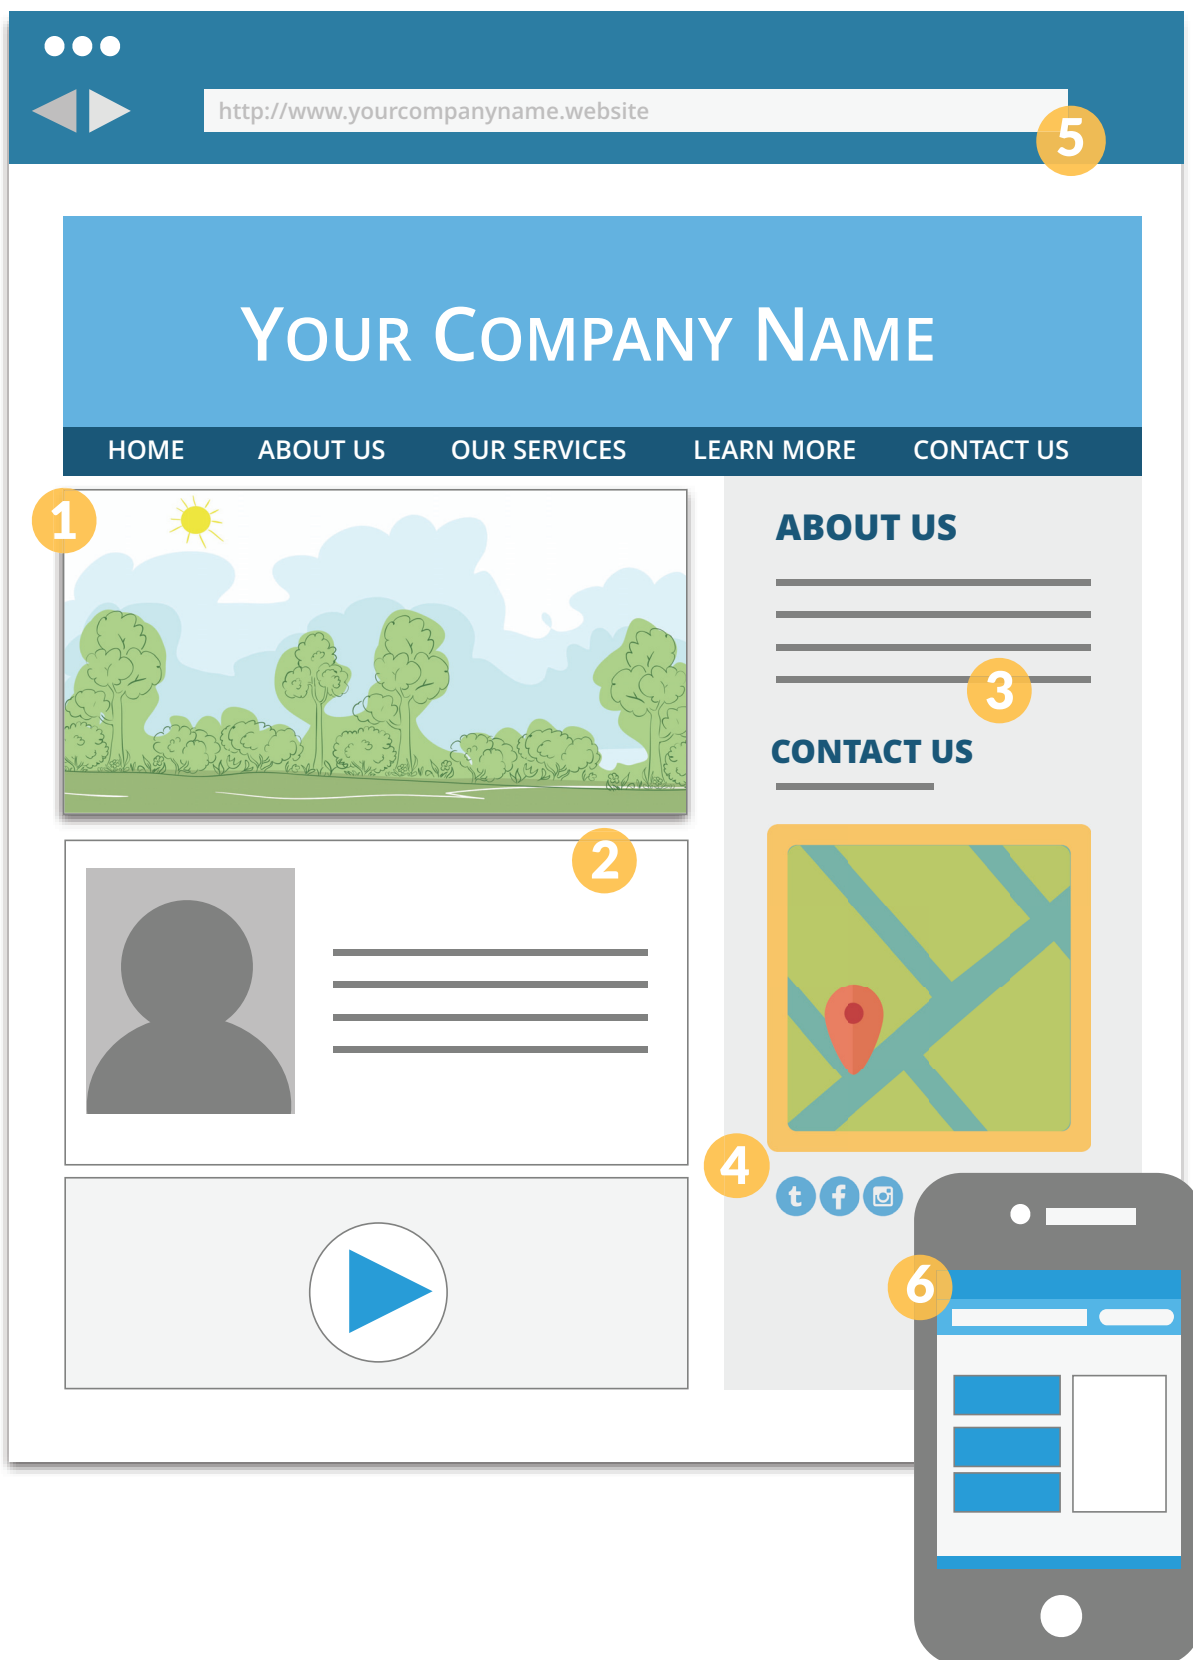 http://www.yourcompanyname.website
5
YOUR COMPANY NAME
HOME ABOUT US OUR SERVICES LEARN MORE CONTACT US
1
ABOUT US
3
CONTACT US
2
4
t f
6